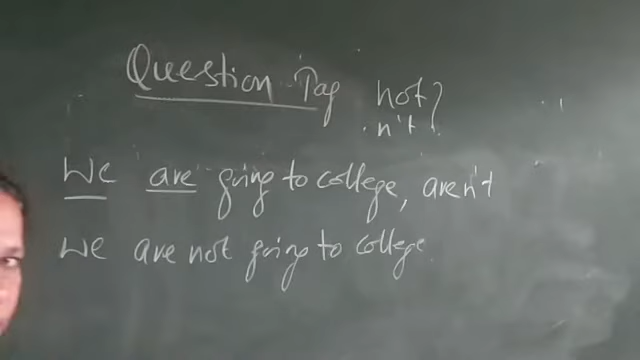 Question Tag
not?
n't
We are going to college, aren't
We are not going to college.